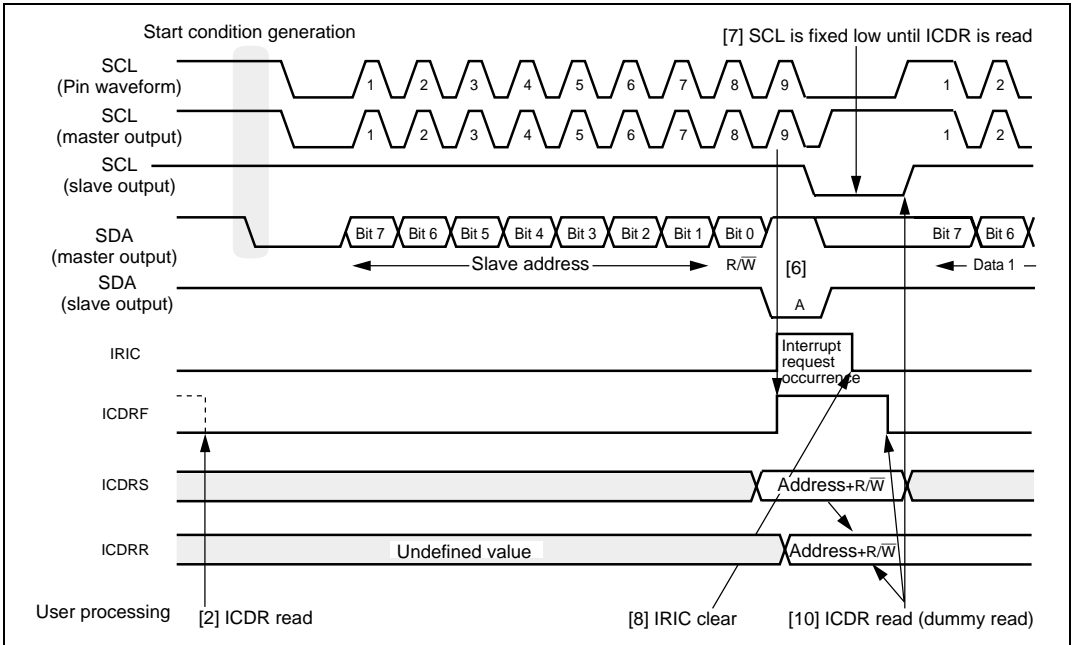 Start condition generation
[7] SCL is fixed low until ICDR is read
SCL
(Pin waveform)
1 2 3 4 5 6 7 8 9 1 2
SCL
(master output)
1 2 3 4 5 6 7 8 9 1 2
SCL
(slave output)
SDA
(master output)
Bit 7 Bit 6 Bit 5 Bit 4 Bit 3 Bit 2 Bit 1 Bit 0 Bit 7 Bit 6
Slave address R/W̅ [6] Data 1
SDA
(slave output)
A
IRIC
Interrupt
request
occurrence
ICDRF
ICDRS
Address+R/W̅
ICDRR
Undefined value
Address+R/W̅
User processing
[2] ICDR read
[8] IRIC clear
[10] ICDR read (dummy read)